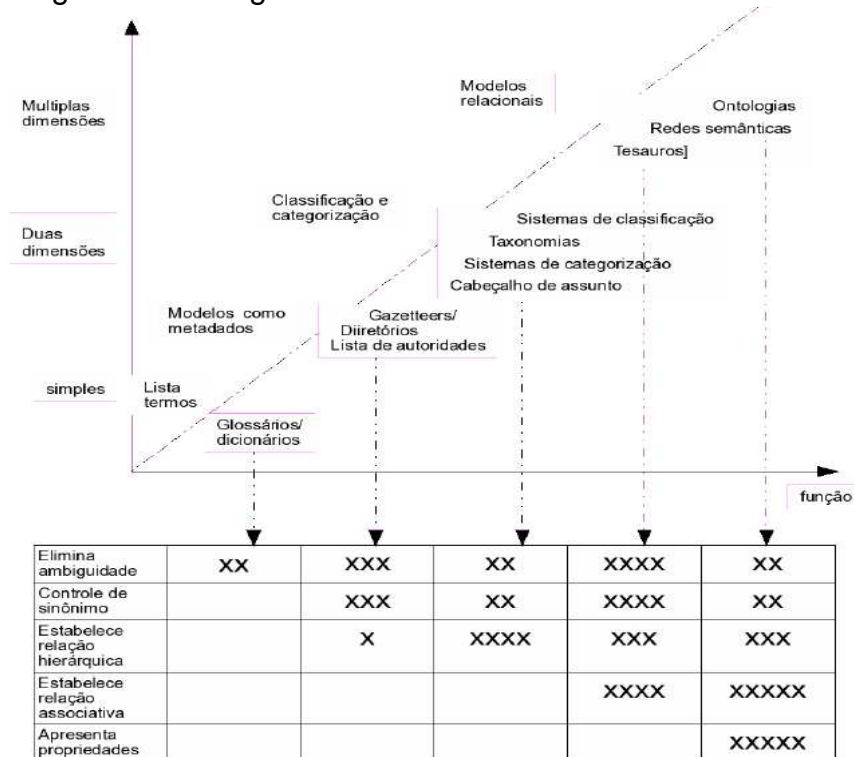 Multiplas
dimensões
Duas
dimensões
simples
Modelos
relacionais
Ontologias
Redes semânticas
Tesauros]
Classificação e
categorização
Sistemas de classificação
Taxonomias
Sistemas de categorização
Cabeçalho de assunto
Modelos como
metadados
Gazetteers/
Diiretórios
Lista de autoridades
Lista
termos
Glossários/
dicionários
função
Elimina
ambiguidade
XX XXX XX XXXX XX
Controle de
sinônimo
XXX XX XXXX XX
Estabelece
relação
hierárquica
X XXXX XXX XXX
Estabelece
relação
associativa
XXXX XXXXX
Apresenta
propriedades
XXXXX